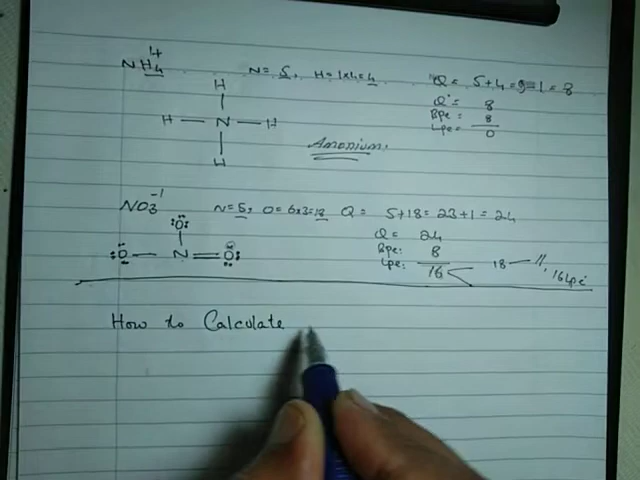 NH4 1+
N= 5, H=1x4=4 Q= 5+4=9-1=8
H
Q= 8
Bpe= 8
Lpe= 0
H N H
Amonium.
H
NO3 -1 N=5, O=6x3=18 Q= 5+18=23+1=24
Q= 24
:O:
Bpe: 8
:O N O:
Lpe: 16 18 11, 16Lpe
How to Calculate